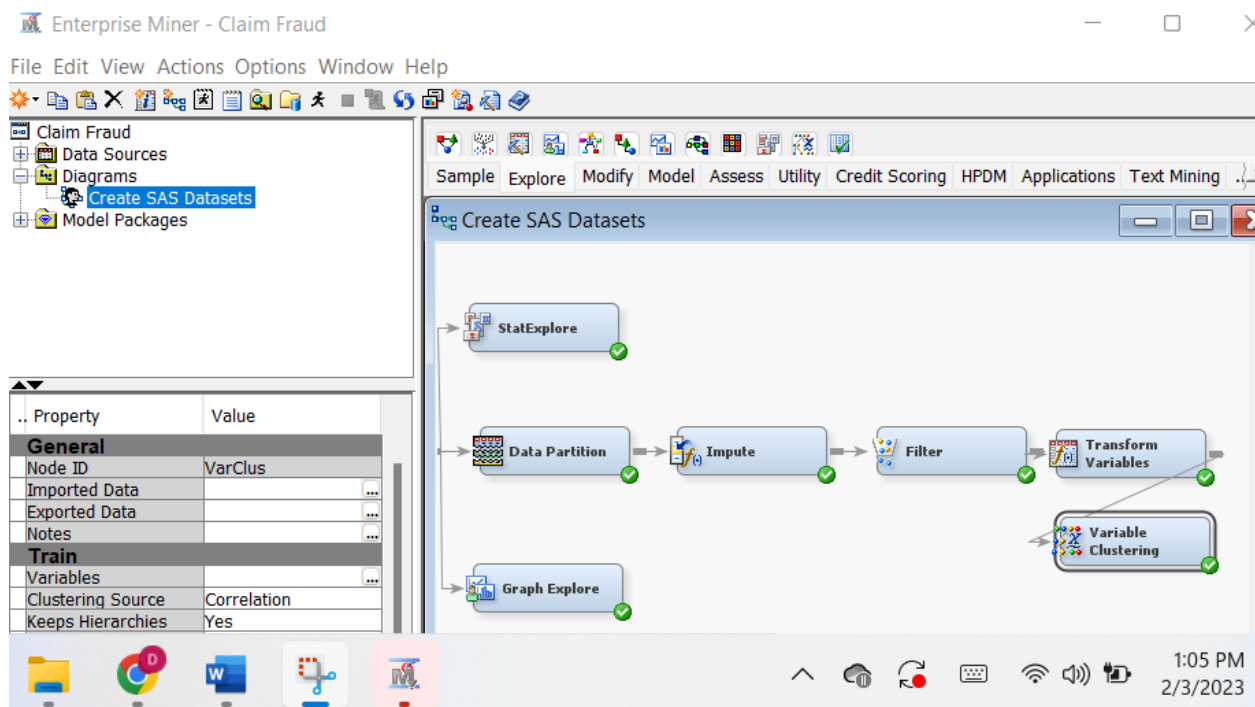 Enterprise Miner - Claim Fraud
File Edit View Actions Options Window Help
Claim Fraud
Data Sources
Diagrams
Create SAS Datasets
Model Packages
Sample Explore Modify Model Assess Utility Credit Scoring HPDM Applications Text Mining
Create SAS Datasets
StatExplore
Data Partition
Impute
Filter
Transform
Variables
Variable
Clustering
Graph Explore
.. Property Value
General
Node ID VarClus
Imported Data ...
Exported Data ...
Notes ...
Train
Variables ...
Clustering Source Correlation
Keeps Hierarchies Yes
D
W
1:05 PM
2/3/2023